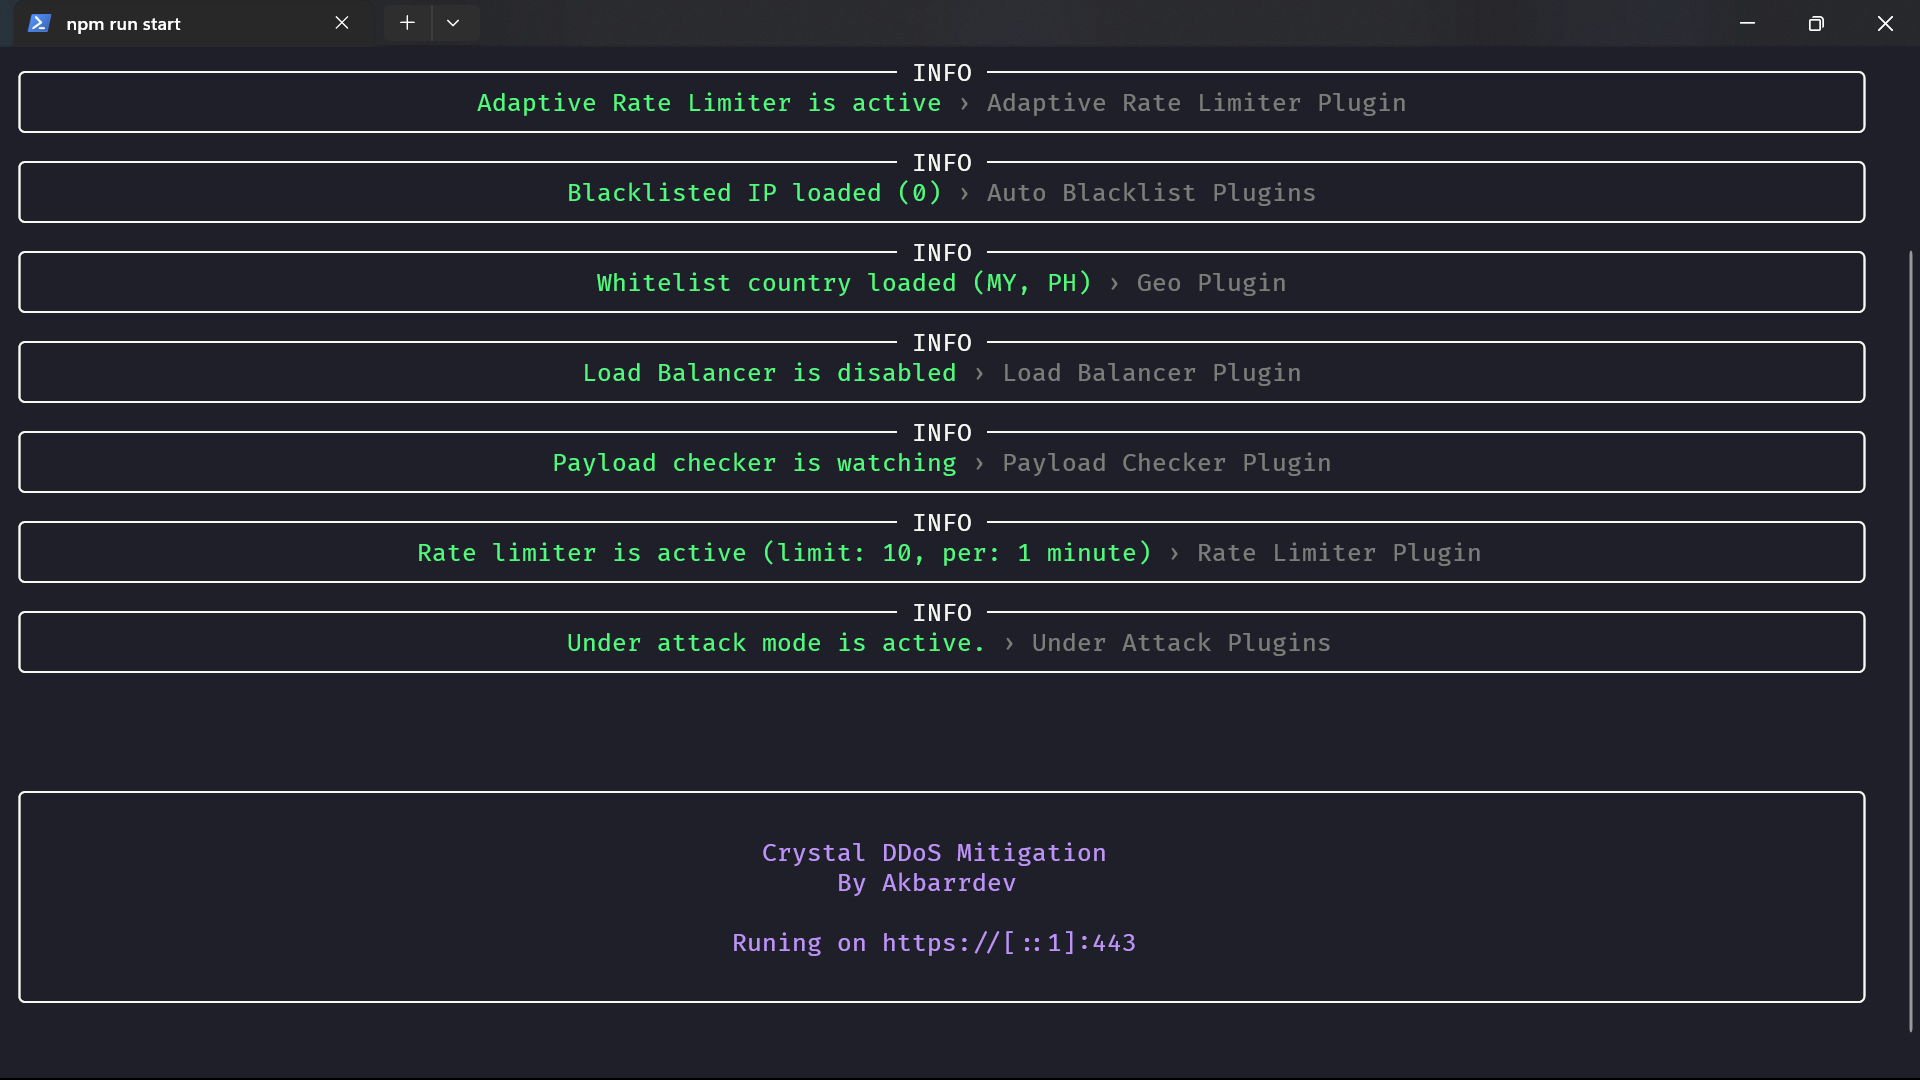 npm run start
INFO
Adaptive Rate Limiter is active › Adaptive Rate Limiter Plugin
INFO
Blacklisted IP loaded (0) › Auto Blacklist Plugins
INFO
Whitelist country loaded (MY, PH) › Geo Plugin
INFO
Load Balancer is disabled › Load Balancer Plugin
INFO
Payload checker is watching › Payload Checker Plugin
INFO
Rate limiter is active (limit: 10, per: 1 minute) › Rate Limiter Plugin
INFO
Under attack mode is active. › Under Attack Plugins
Crystal DDoS Mitigation
By Akbarrdev
Runing on https://[::1]:443